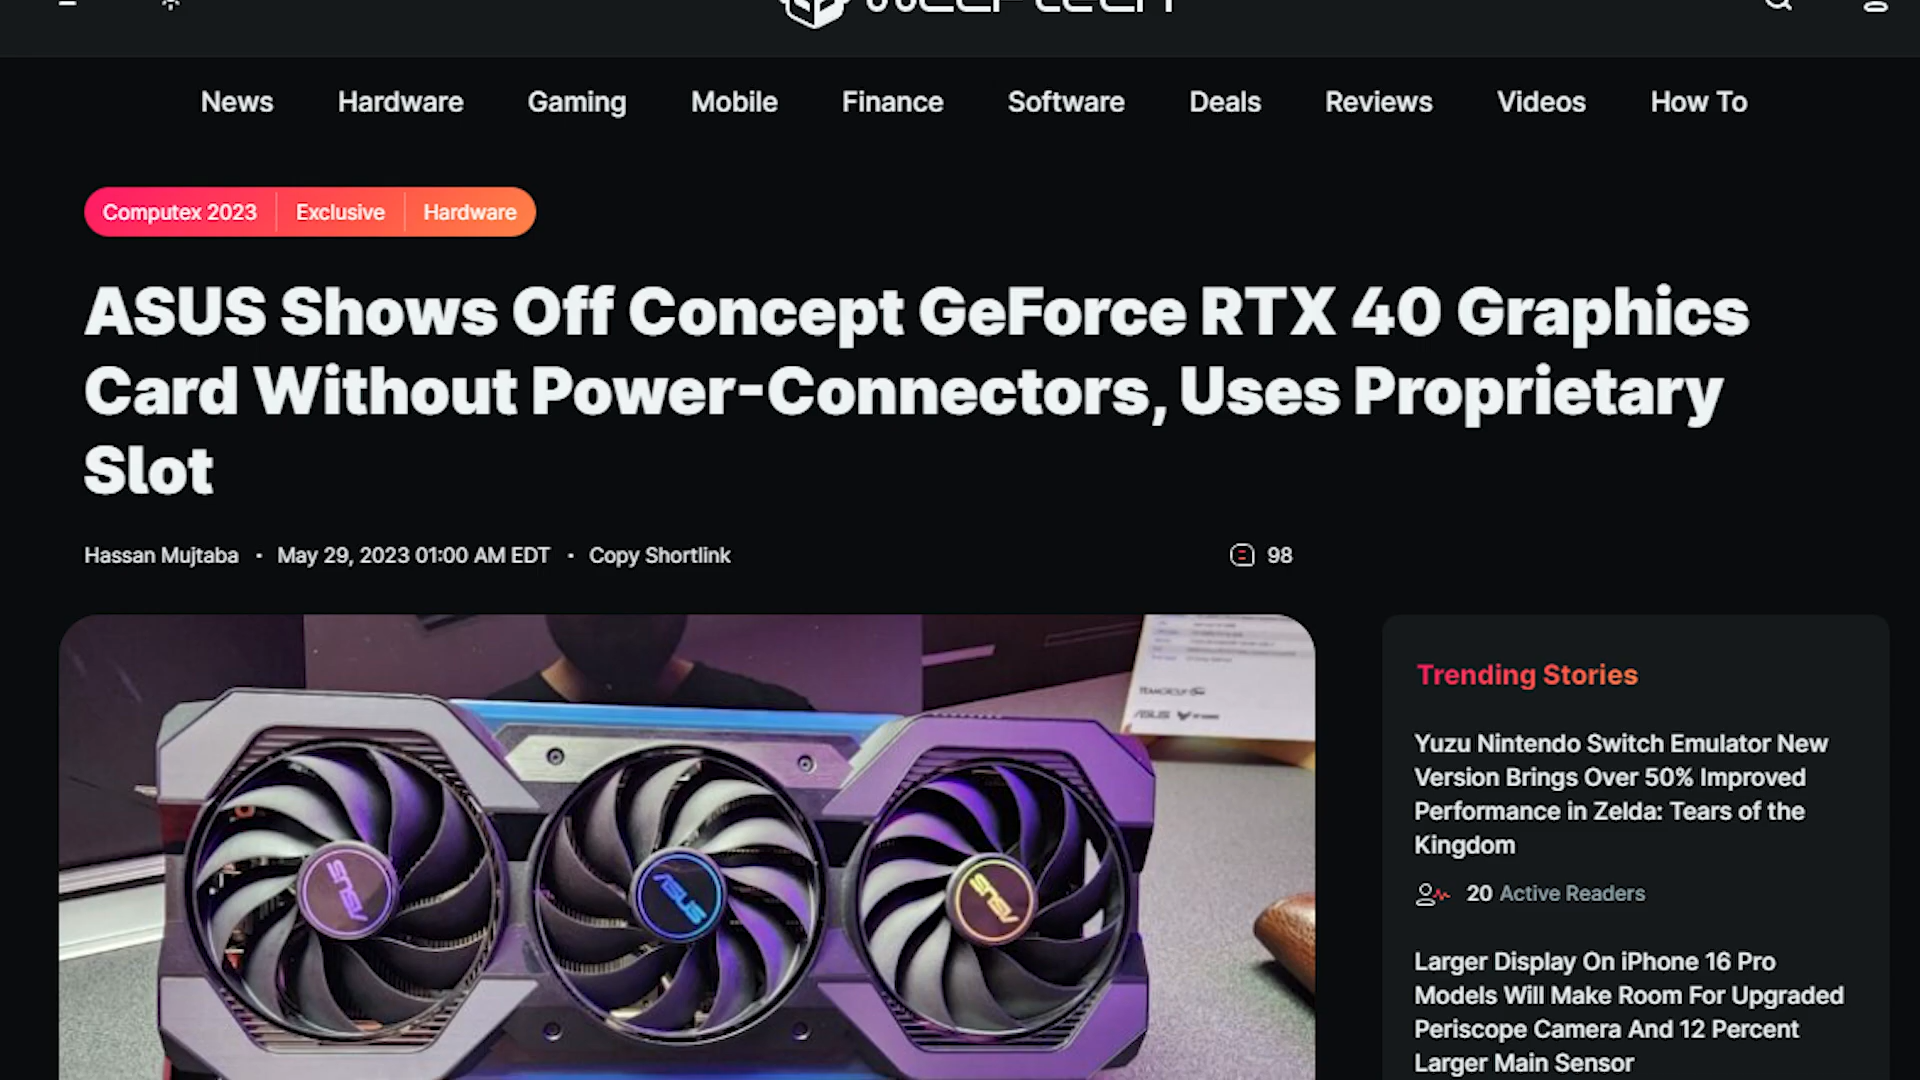 News Hardware Gaming Mobile Finance Software Deals Reviews Videos How To
Computex 2023 Exclusive Hardware
ASUS Shows Off Concept GeForce RTX 40 Graphics
Card Without Power-Connectors, Uses Proprietary
Slot
Hassan Mujtaba • May 29, 2023 01:00 AM EDT • Copy Shortlink
98
ASUS
ASUS
ASUS
ASUS
Trending Stories
Yuzu Nintendo Switch Emulator New
Version Brings Over 50% Improved
Performance in Zelda: Tears of the
Kingdom
20 Active Readers
Larger Display On iPhone 16 Pro
Models Will Make Room For Upgraded
Periscope Camera And 12 Percent
Larger Main Sensor